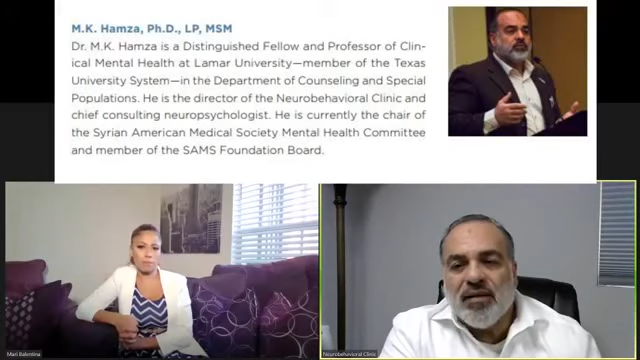 M.K. Hamza, Ph.D., LP, MSM
Dr. M.K. Hamza is a Distinguished Fellow and Professor of Clin-
ical Mental Health at Lamar University—member of the Texas
University System—in the Department of Counseling and Special
Populations. He is the director of the Neurobehavioral Clinic and
chief consulting neuropsychologist. He is currently the chair of
the Syrian American Medical Society Mental Health Committee
and member of the SAMS Foundation Board.
Mari Balentina
Neurobehavioral Clinic